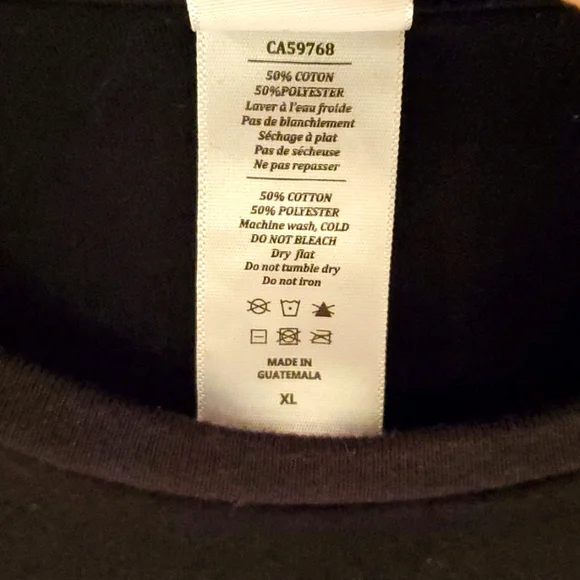 CA59768
50% COTON
50%POLYESTER
Laver à l'eau froide
Pas de blanchiement
Séchage à plat
Pas de sécheuse
Ne pas repasser
50% COTTON
50% POLYESTER
Machine wash, COLD
DO NOT BLEACH
Dry flat
Do not tumble dry
Do not iron
MADE IN
GUATEMALA
XL